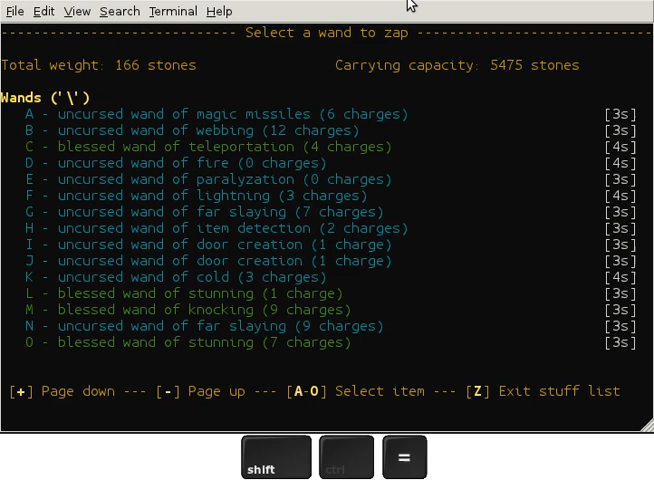 File Edit View Search Terminal Help
----------------------------- Select a wand to zap -----------------------------
Total weight: 166 stones Carrying capacity: 5475 stones
Wands ('\')
A - uncursed wand of magic missiles (6 charges) [3s]
B - uncursed wand of webbing (12 charges) [3s]
C - blessed wand of teleportation (4 charges) [4s]
D - uncursed wand of fire (0 charges) [4s]
E - uncursed wand of paralyzation (0 charges) [3s]
F - uncursed wand of lightning (3 charges) [4s]
G - uncursed wand of far slaying (7 charges) [3s]
H - uncursed wand of item detection (2 charges) [3s]
I - uncursed wand of door creation (1 charge) [3s]
J - uncursed wand of door creation (1 charge) [3s]
K - uncursed wand of cold (3 charges) [4s]
L - blessed wand of stunning (1 charge) [3s]
M - blessed wand of knocking (9 charges) [3s]
N - uncursed wand of far slaying (9 charges) [3s]
O - blessed wand of stunning (7 charges) [3s]
[+] Page down --- [-] Page up --- [A-O] Select item --- [Z] Exit stuff list
shift ctrl =